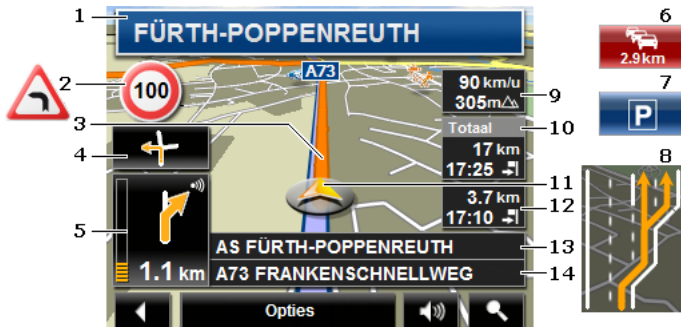 1
FÜRTH-POPPENREUTH
6
2.9km
2
100
A73
90 km/u
305m
9
7
P
3
Totaal
10
17 km
17:25
4
8
11
3.7 km
17:10
12
5
AS FÜRTH-POPPENREUTH
13
1.1 km
A73 FRANKENSCHNELLWEG
14
Opties